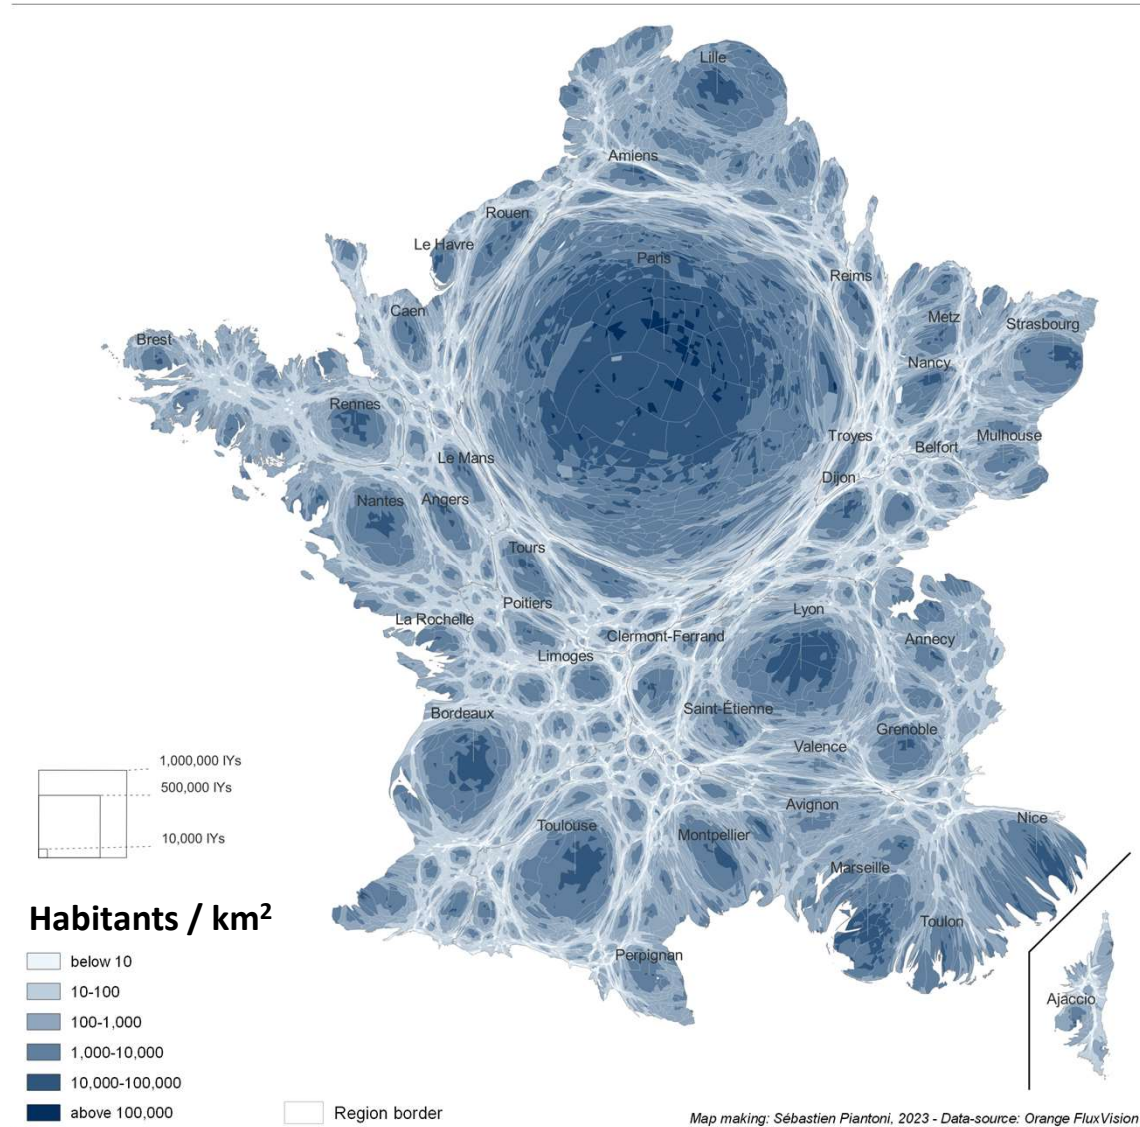 Lille
Amiens
Rouen
Le Havre
Paris
Reims
Caen
Metz
Strasbourg
Brest
Nancy
Rennes
Troyes
Belfort
Mulhouse
Le Mans
Dijon
Nantes
Angers
Tours
Poitiers
Lyon
La Rochelle
Clermont-Ferrand
Annecy
Limoges
Bordeaux
Saint-Étienne
Grenoble
Valence
1,000,000 IYs
500,000 IYs
10,000 IYs
Avignon
Nice
Toulouse
Montpellier
Marseille
Toulon
Perpignan
Ajaccio
Habitants / km²
below 10
10-100
100-1,000
1,000-10,000
10,000-100,000
above 100,000
Region border
Map making: Sébastien Piantoni, 2023 - Data-source: Orange FluxVision